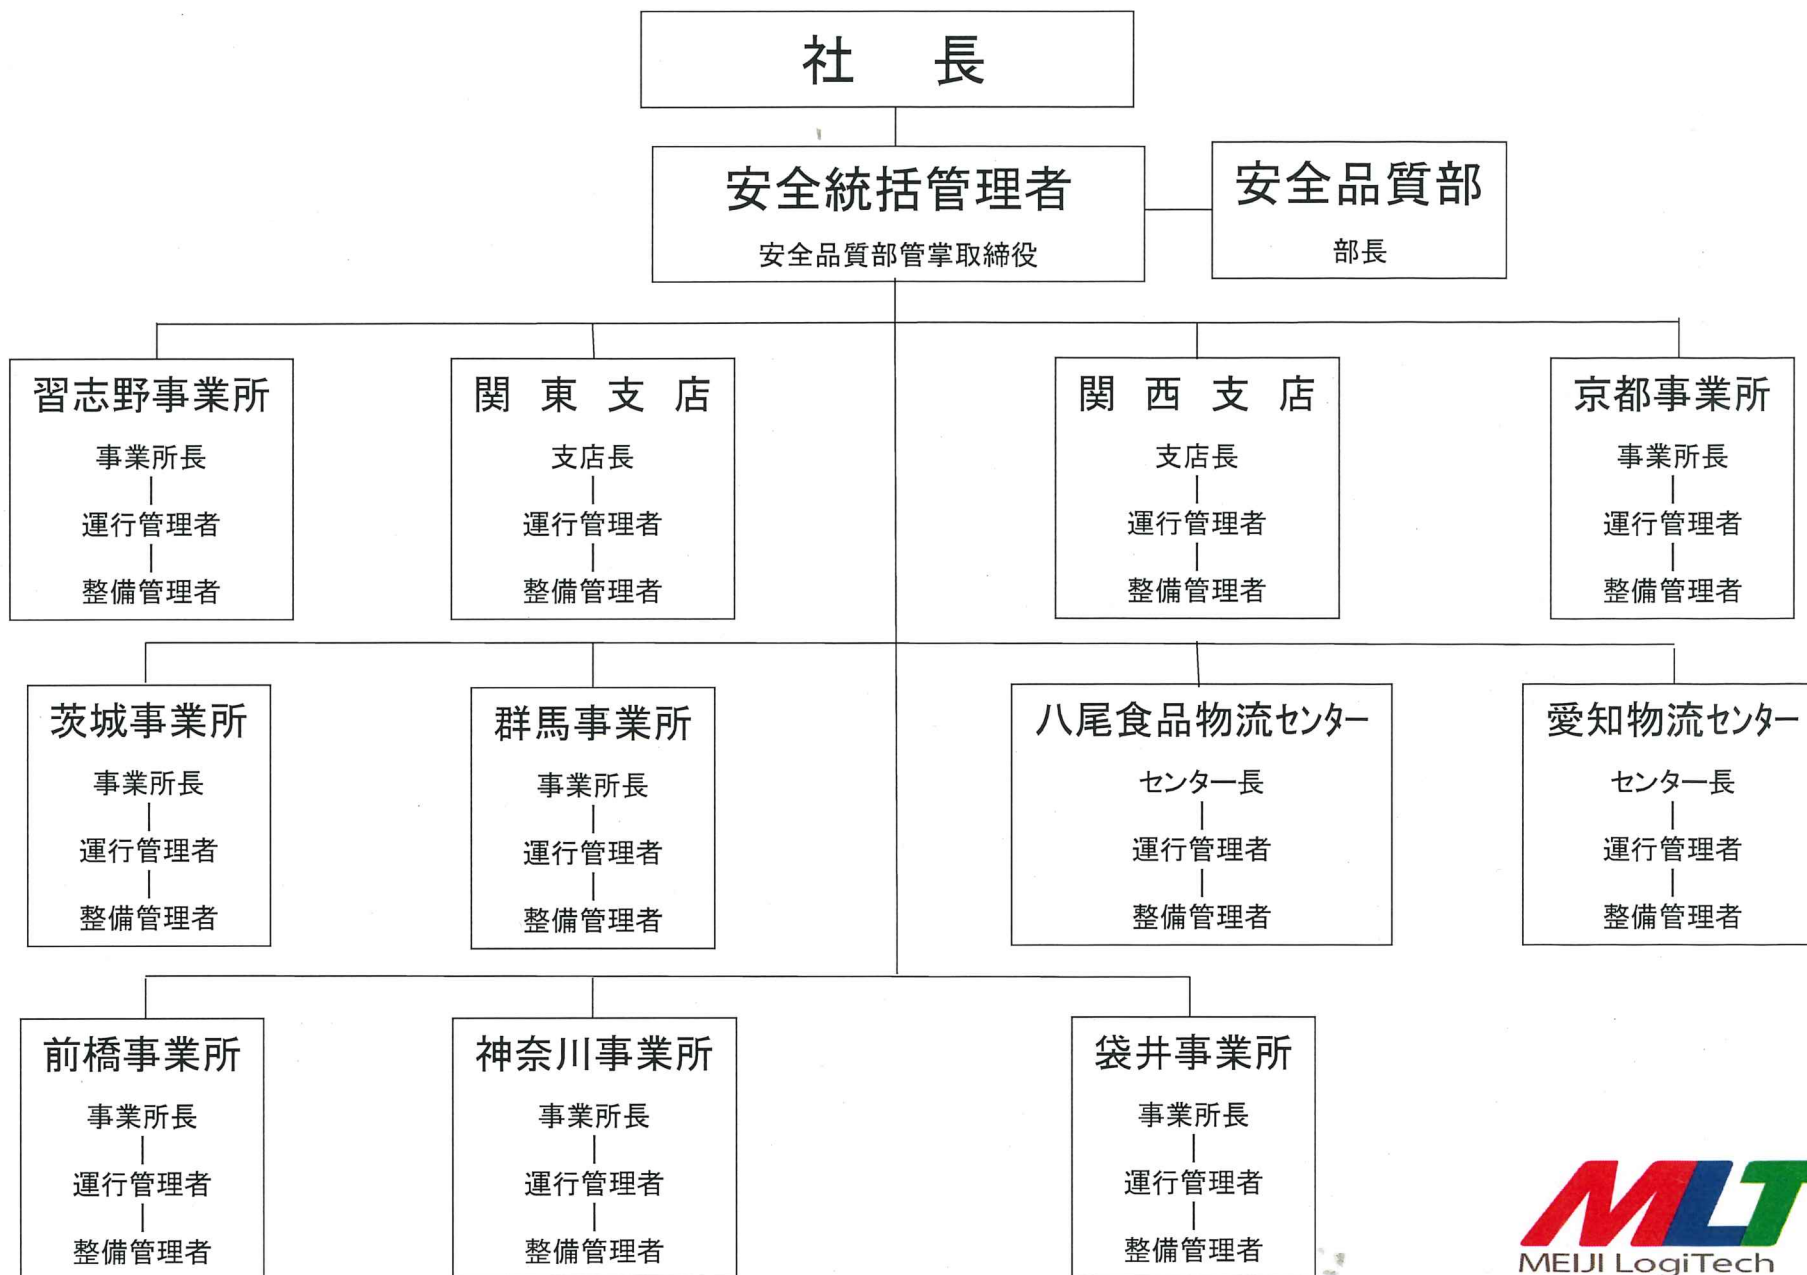 社 長
安全統括管理者
安全品質部管掌取締役
安全品質部
部長
習志野事業所
事業所長
運行管理者
整備管理者
関 東 支 店
支店長
運行管理者
整備管理者
関 西 支 店
支店長
運行管理者
整備管理者
京都事業所
事業所長
運行管理者
整備管理者
茨城事業所
事業所長
運行管理者
整備管理者
群馬事業所
事業所長
運行管理者
整備管理者
八尾食品物流センター
センター長
運行管理者
整備管理者
愛知物流センター
センター長
運行管理者
整備管理者
前橋事業所
事業所長
運行管理者
整備管理者
神奈川事業所
事業所長
運行管理者
整備管理者
袋井事業所
事業所長
運行管理者
整備管理者
MLT
MEIJI LogiTech